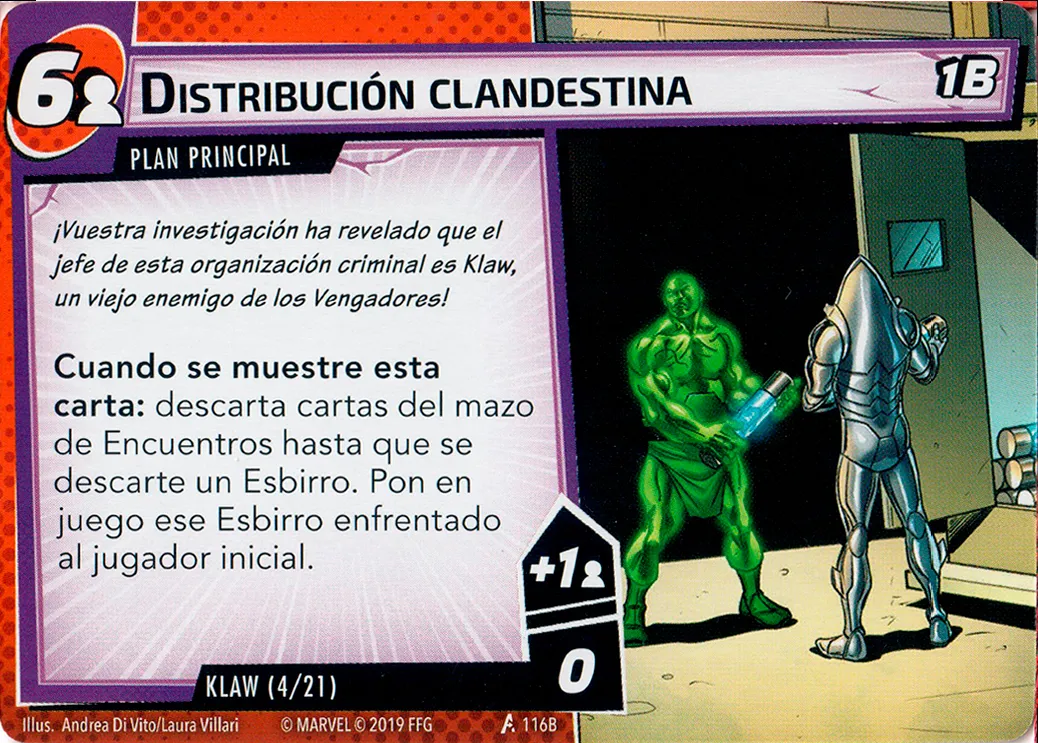 6
DISTRIBUCIÓN CLANDESTINA
1B
PLAN PRINCIPAL
¡Vuestra investigación ha revelado que el
jefe de esta organización criminal es Klaw,
un viejo enemigo de los Vengadores!
Cuando se muestre esta
carta: descarta cartas del mazo
de Encuentros hasta que se
descarte un Esbirro. Pon en
juego ese Esbirro enfrentado
al jugador inicial.
+1
0
KLAW (4/21)
Illus. Andrea Di Vito/Laura Villari © MARVEL © 2019 FFG 116B